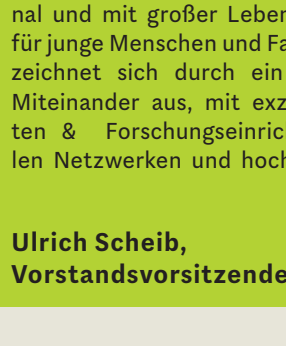 nal und mit großer Leben
für junge Menschen und Fa
zeichnet sich durch ein
Miteinander aus, mit exz
ten & Forschungseinric
len Netzwerken und hoch
Ulrich Scheib,
Vorstandsvorsitzende